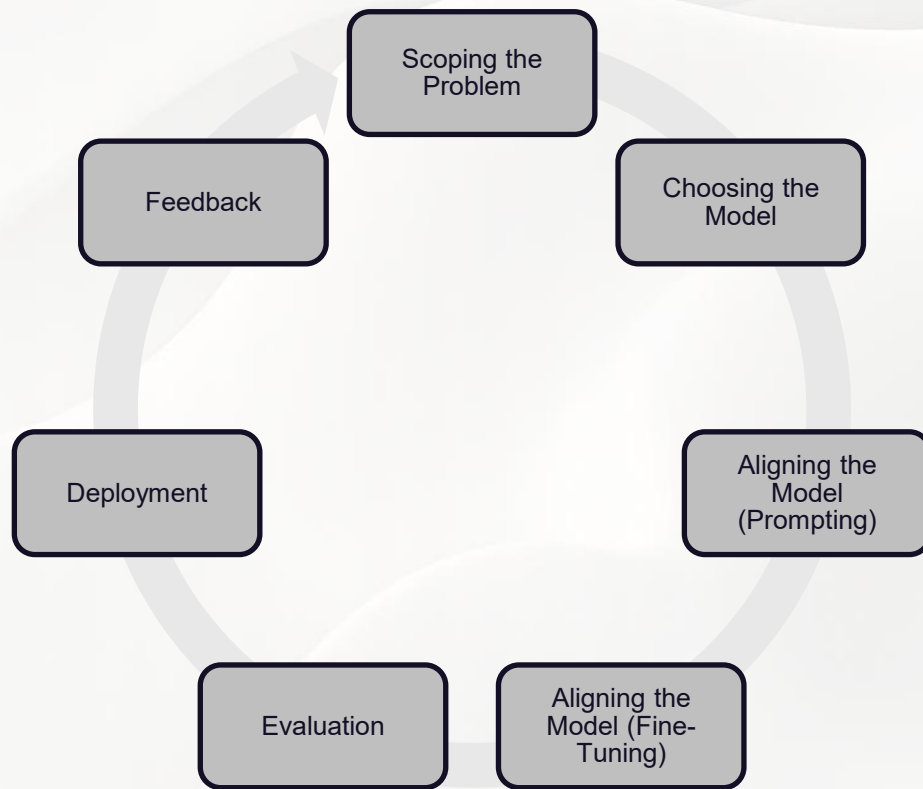 Scoping the
Problem
Choosing the
Model
Aligning the
Model
(Prompting)
Aligning the
Model (Fine-
Tuning)
Evaluation
Deployment
Feedback